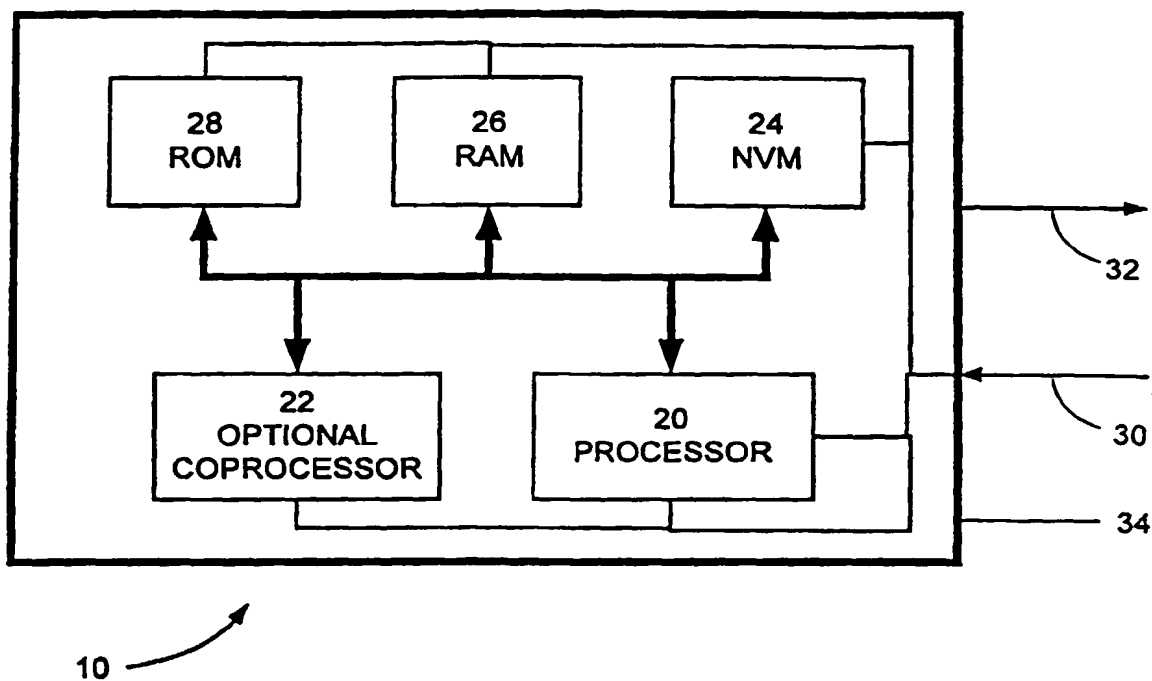 28
ROM
26
RAM
24
NVM
32
22
OPTIONAL
COPROCESSOR
20
PROCESSOR
30
34
10